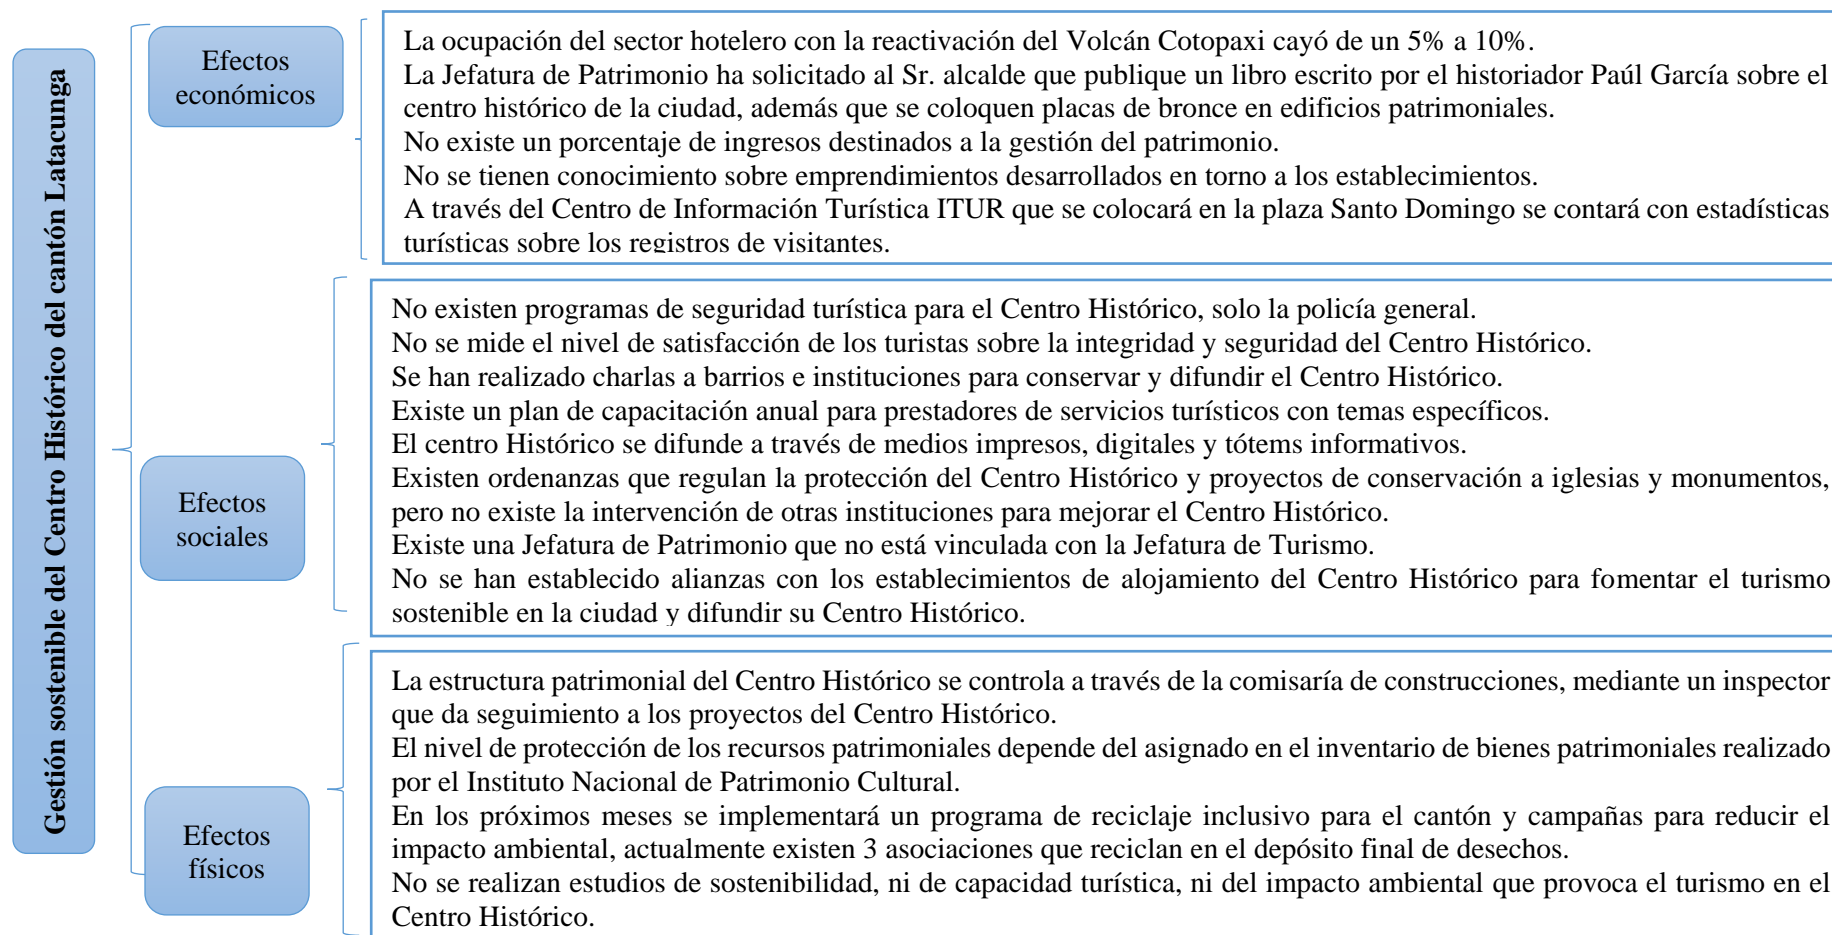 Gestión sostenible del Centro Histórico del cantón Latacunga
Efectos
económicos
La ocupación del sector hotelero con la reactivación del Volcán Cotopaxi cayó de un 5% a 10%.
La Jefatura de Patrimonio ha solicitado al Sr. alcalde que publique un libro escrito por el historiador Paúl García sobre el
centro histórico de la ciudad, además que se coloquen placas de bronce en edificios patrimoniales.
No existe un porcentaje de ingresos destinados a la gestión del patrimonio.
No se tienen conocimiento sobre emprendimientos desarrollados en torno a los establecimientos.
A través del Centro de Información Turística ITUR que se colocará en la plaza Santo Domingo se contará con estadísticas
turísticas sobre los registros de visitantes.
Efectos
sociales
No existen programas de seguridad turística para el Centro Histórico, solo la policía general.
No se mide el nivel de satisfacción de los turistas sobre la integridad y seguridad del Centro Histórico.
Se han realizado charlas a barrios e instituciones para conservar y difundir el Centro Histórico.
Existe un plan de capacitación anual para prestadores de servicios turísticos con temas específicos.
El centro Histórico se difunde a través de medios impresos, digitales y tótems informativos.
Existen ordenanzas que regulan la protección del Centro Histórico y proyectos de conservación a iglesias y monumentos,
pero no existe la intervención de otras instituciones para mejorar el Centro Histórico.
Existe una Jefatura de Patrimonio que no está vinculada con la Jefatura de Turismo.
No se han establecido alianzas con los establecimientos de alojamiento del Centro Histórico para fomentar el turismo
sostenible en la ciudad y difundir su Centro Histórico.
Efectos
físicos
La estructura patrimonial del Centro Histórico se controla a través de la comisaría de construcciones, mediante un inspector
que da seguimiento a los proyectos del Centro Histórico.
El nivel de protección de los recursos patrimoniales depende del asignado en el inventario de bienes patrimoniales realizado
por el Instituto Nacional de Patrimonio Cultural.
En los próximos meses se implementará un programa de reciclaje inclusivo para el cantón y campañas para reducir el
impacto ambiental, actualmente existen 3 asociaciones que reciclan en el depósito final de desechos.
No se realizan estudios de sostenibilidad, ni de capacidad turística, ni del impacto ambiental que provoca el turismo en el
Centro Histórico.